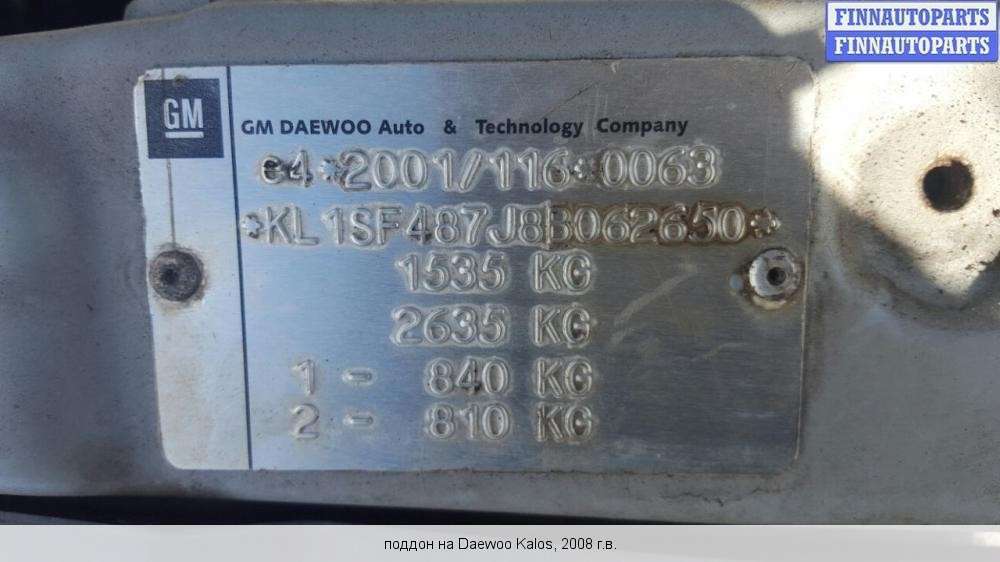 FINNAUTOPARTS
FINNAUTOPARTS
GM
GM DAEWOO Auto & Technology Company
e4*2001/116*0063
*KL1SF487J8B062650*
1535 KG
2635 KG
1 - 840 KG
2 - 810 KG
поддон на Daewoo Kalos, 2008 г.в.